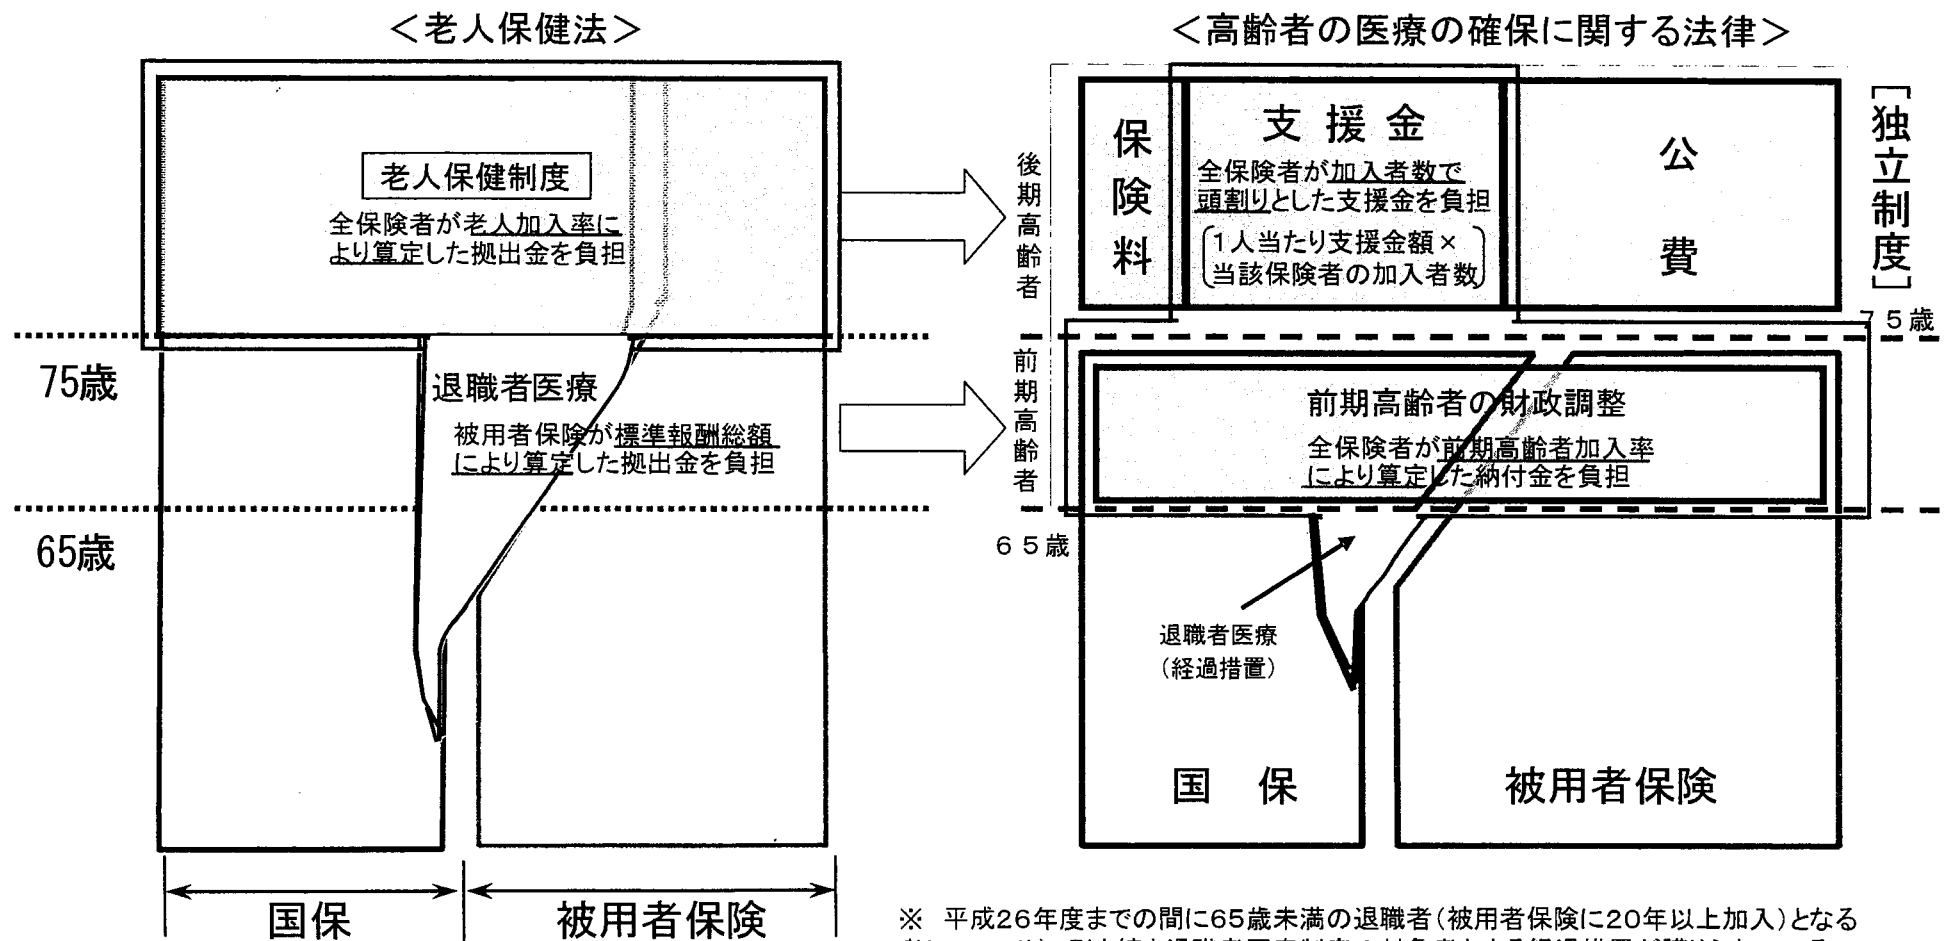 ＜老人保健法＞
老人保健制度
全保険者が老人加入率に
より算定した拠出金を負担
75歳
退職者医療
被用者保険が標準報酬総額
により算定した拠出金を負担
65歳
国保
被用者保険
＜高齢者の医療の確保に関する法律＞
後期高齢者
保険料
支援金
全保険者が加入者数で
頭割りとした支援金を負担
（1人当たり支援金額×
当該保険者の加入者数）
公費
［独立制度］
75歳
前期高齢者
前期高齢者の財政調整
全保険者が前期高齢者加入率
により算定した納付金を負担
65歳
退職者医療
（経過措置）
国保
被用者保険
※ 平成26年度までの間に65歳未満の退職者（被用者保険に20年以上加入）となる